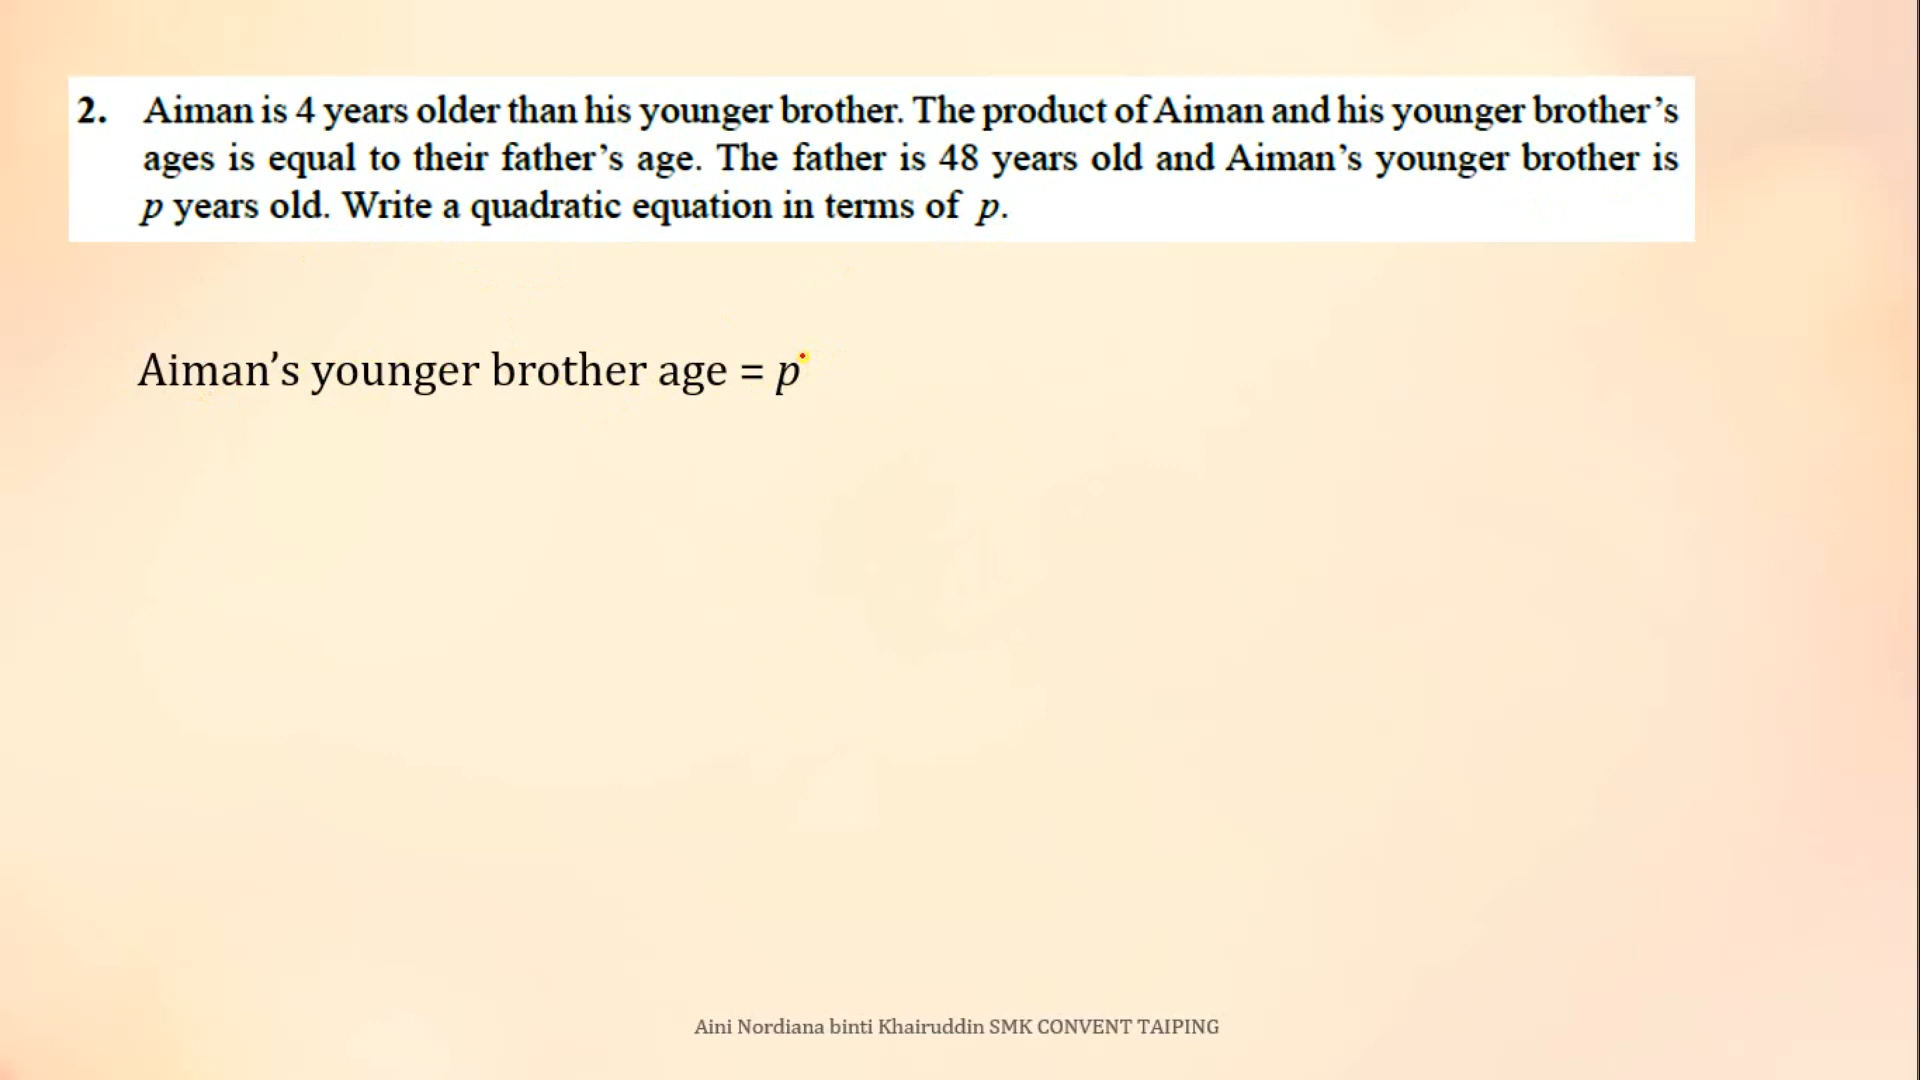 2. Aiman is 4 years older than his younger brother. The product of Aiman and his younger brother’s
ages is equal to their father’s age. The father is 48 years old and Aiman’s younger brother is
p years old. Write a quadratic equation in terms of p.
Aiman’s younger brother age = p
Aini Nordiana binti Khairuddin SMK CONVENT TAIPING